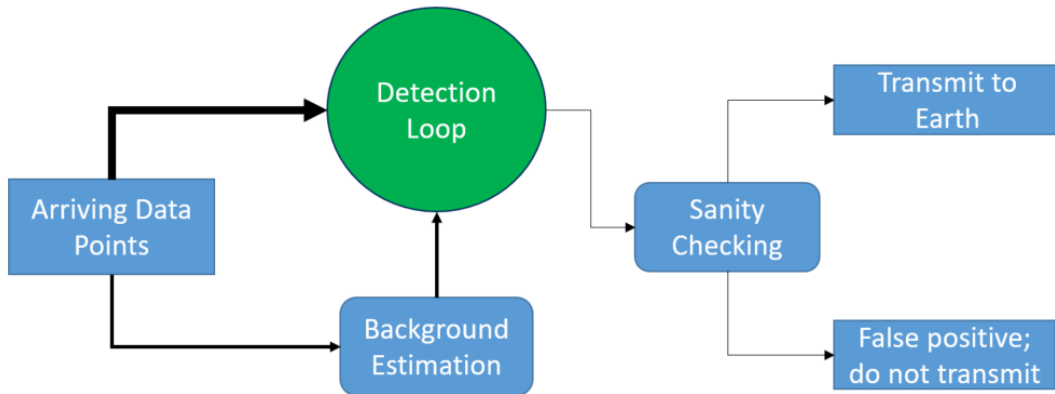 Detection
Loop
Transmit to
Earth
Arriving Data
Points
Sanity
Checking
Background
Estimation
False positive;
do not transmit